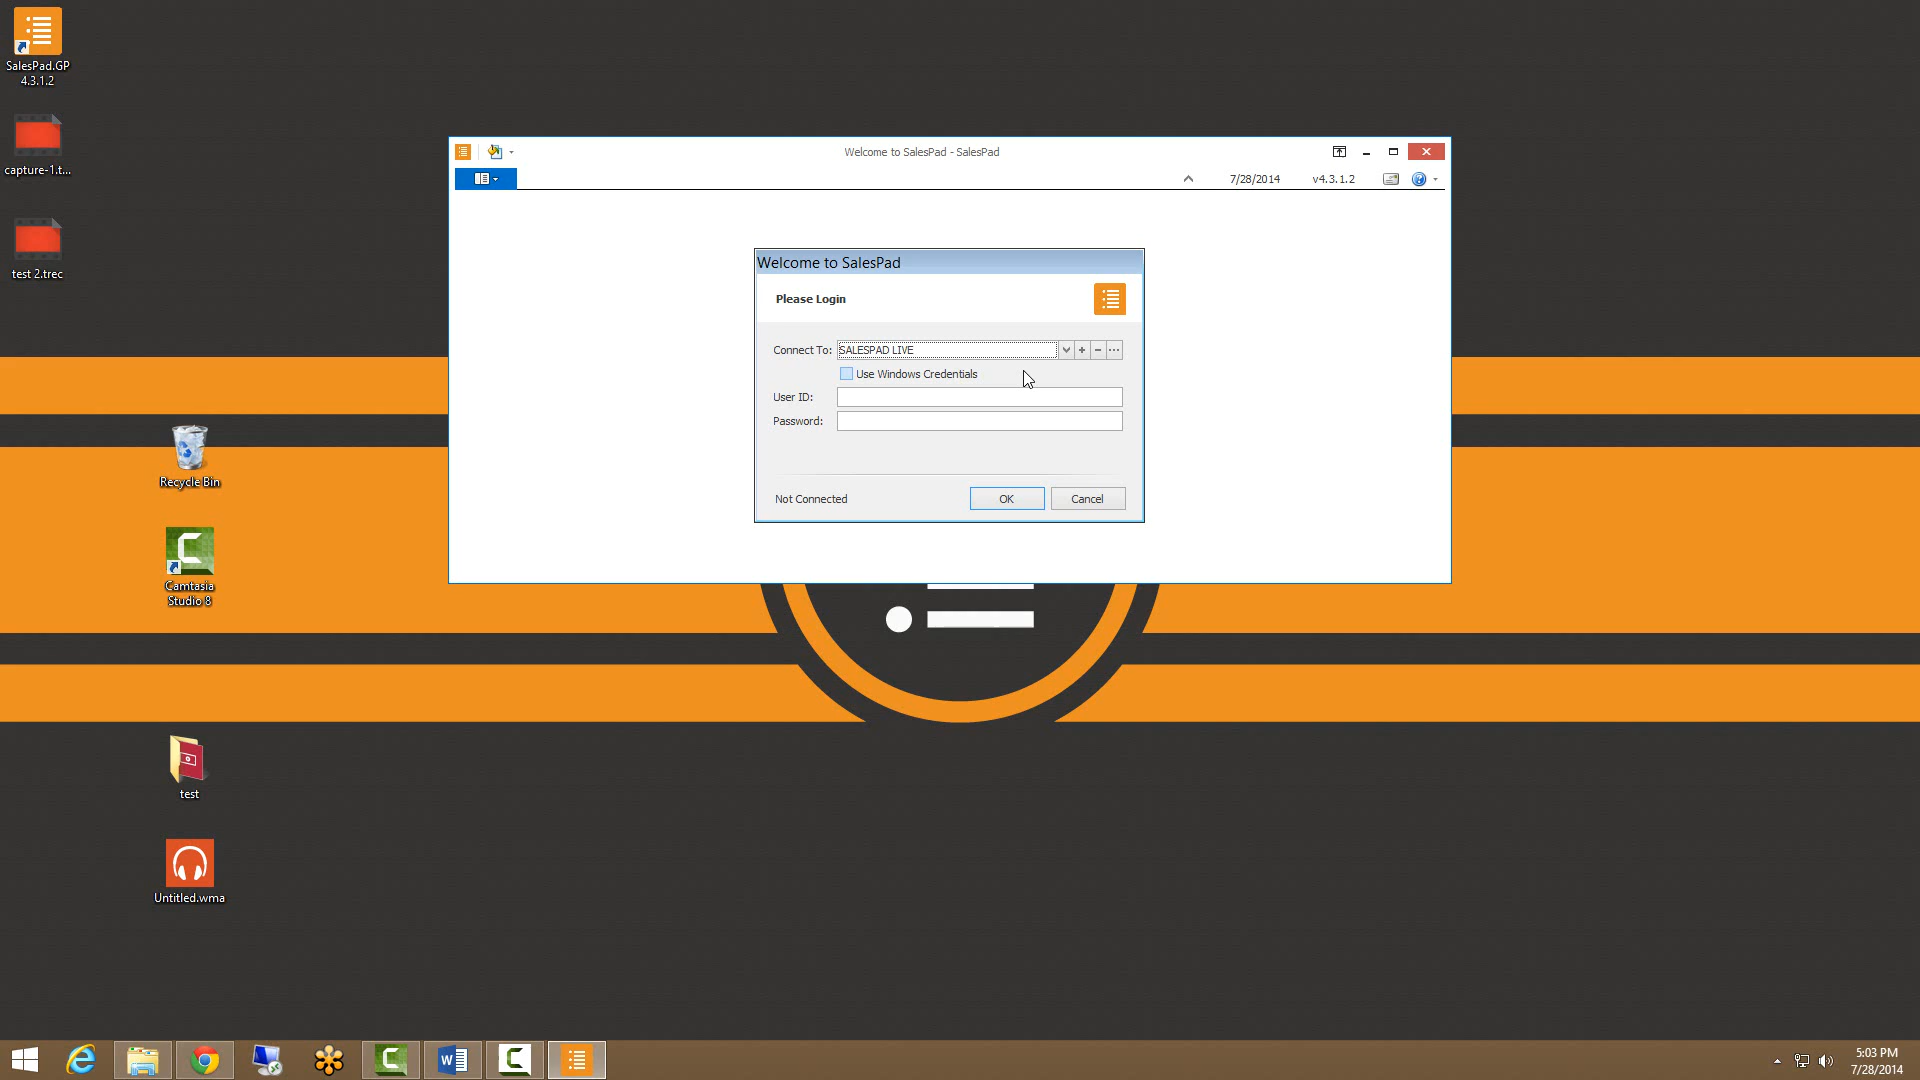 SalesPad.GP
4.3.1.2
capture-1.t...
test 2.trec
Recycle Bin
Camtasia
Studio 8
test
Untitled.wma
Welcome to SalesPad - SalesPad
7/28/2014
v4.3.1.2
Welcome to SalesPad
Please Login
Connect To:
SALESPAD LIVE
Use Windows Credentials
User ID:
Password:
Not Connected
OK
Cancel
5:03 PM
7/28/2014